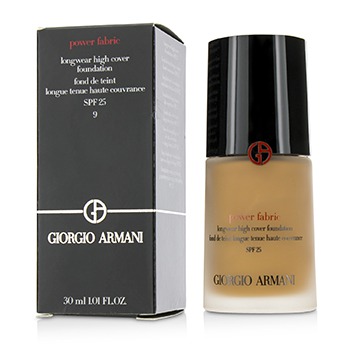 power fabric
longwear high cover
foundation
fond de teint
longue tenue haute couvrance
SPF 25
9
GIORGIO ARMANI
30 ml 1.01 FL.OZ.
power fabric
longwear high cover foundation
fond de teint longue tenue haute couvrance
SPF 25
GIORGIO ARMANI